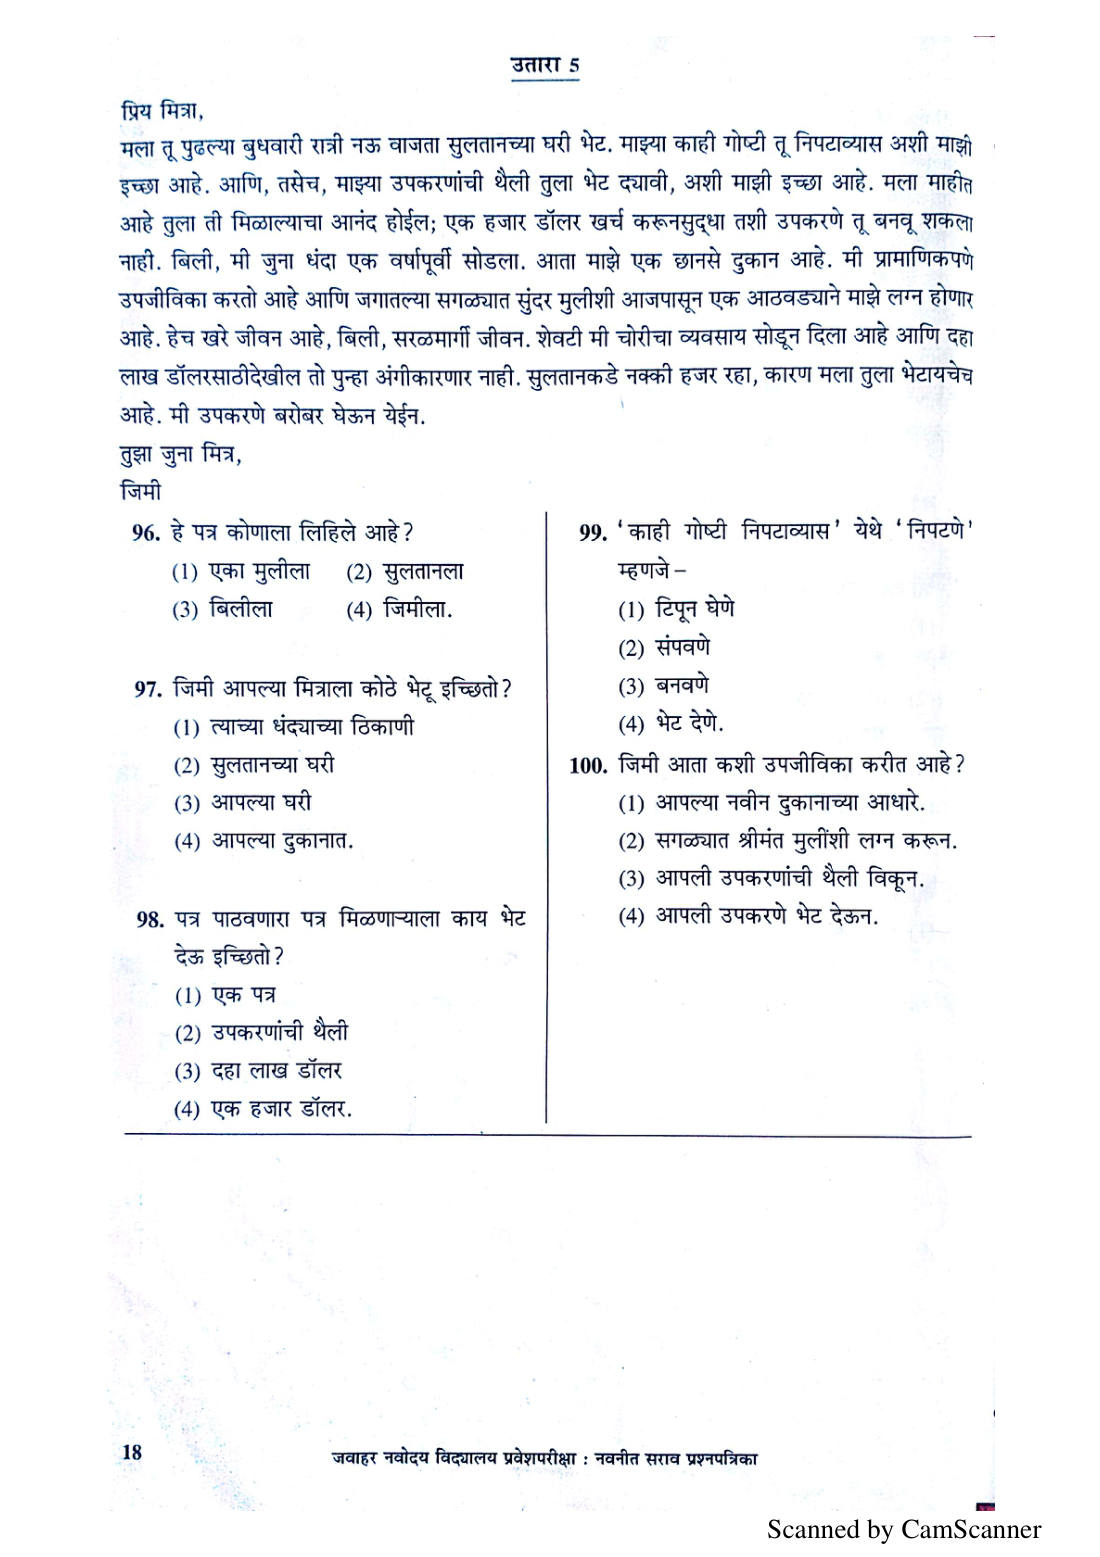 उतारा 5
प्रिय मित्रा,
मला तू पुढल्या बुधवारी रात्री नऊ वाजता सुलतानच्या घरी भेट. माझ्या काही गोष्टी तू निपटाव्यास अशी माझी
इच्छा आहे. आणि, तसेच, माझ्या उपकरणांची थैली तुला भेट द्यावी, अशी माझी इच्छा आहे. मला माहीत
आहे तुला ती मिळाल्याचा आनंद होईल; एक हजार डॉलर खर्च करूनसुद्धा तशी उपकरणे तू बनवू शकला
नाही. बिली, मी जुना धंदा एक वर्षापूर्वी सोडला. आता माझे एक छानसे दुकान आहे. मी प्रामाणिकपणे
उपजीविका करतो आहे आणि जगातल्या सगळ्यात सुंदर मुलीशी आजपासून एक आठवड्याने माझे लग्न होणार
आहे. हेच खरे जीवन आहे, बिली, सरळमार्गी जीवन. शेवटी मी चोरीचा व्यवसाय सोडून दिला आहे आणि दहा
लाख डॉलरसाठीदेखील तो पुन्हा अंगीकारणार नाही. सुलतानकडे नक्की हजर रहा, कारण मला तुला भेटायचेच
आहे. मी उपकरणे बरोबर घेऊन येईन.
तुझा जुना मित्र,
जिमी
96. हे पत्र कोणाला लिहिले आहे?
(1) एका मुलीला (2) सुलतानला
(3) बिलीला (4) जिमीला.
97. जिमी आपल्या मित्राला कोठे भेटू इच्छितो?
(1) त्याच्या धंद्याच्या ठिकाणी
(2) सुलतानच्या घरी
(3) आपल्या घरी
(4) आपल्या दुकानात.
98. पत्र पाठवणारा पत्र मिळणाऱ्याला काय भेट
देऊ इच्छितो?
(1) एक पत्र
(2) उपकरणांची थैली
(3) दहा लाख डॉलर
(4) एक हजार डॉलर.
99. ‘काही गोष्टी निपटाव्यास’ येथे ‘निपटणे’
म्हणजे –
(1) टिपून घेणे
(2) संपवणे
(3) बनवणे
(4) भेट देणे.
100. जिमी आता कशी उपजीविका करीत आहे?
(1) आपल्या नवीन दुकानाच्या आधारे.
(2) सगळ्यात श्रीमंत मुलींशी लग्न करून.
(3) आपली उपकरणांची थैली विकून.
(4) आपली उपकरणे भेट देऊन.
18
जवाहर नवोदय विद्यालय प्रवेशपरीक्षा : नवनीत सराव प्रश्नपत्रिका
Scanned by CamScanner